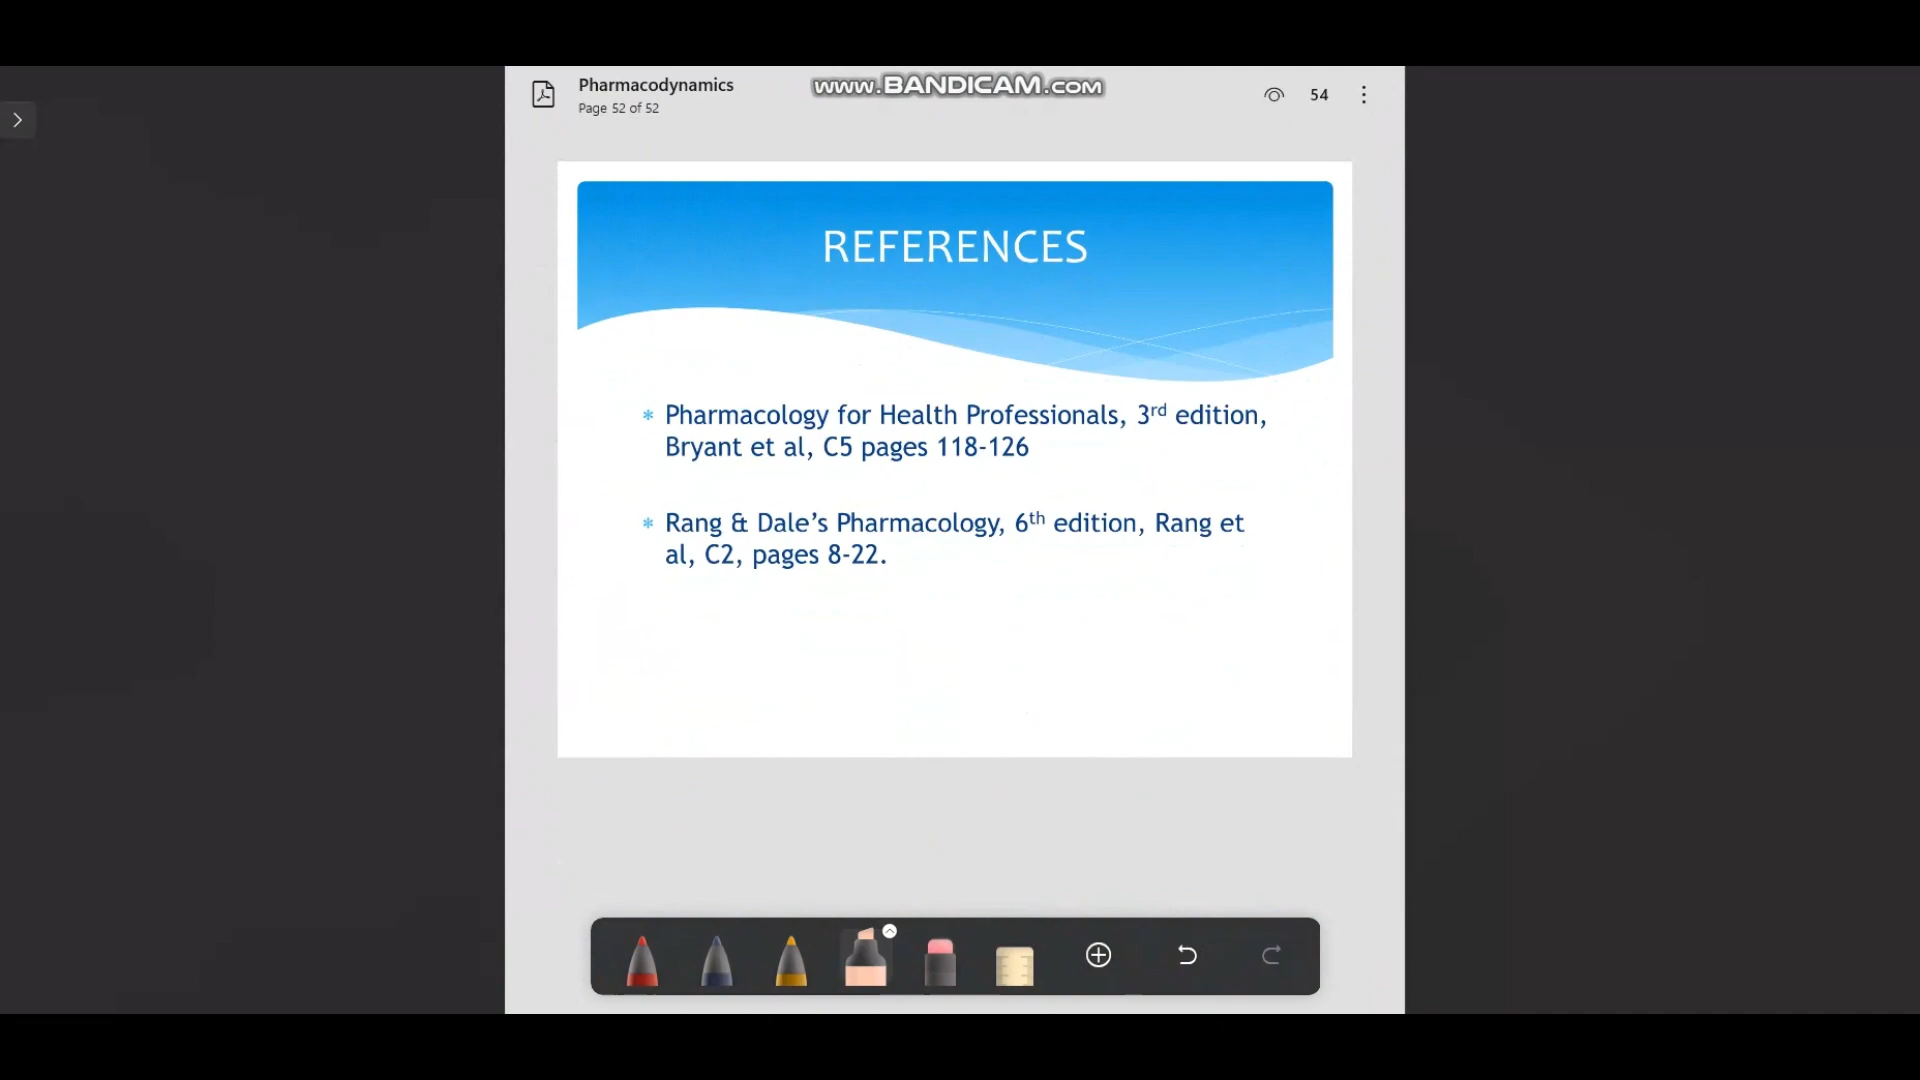 Pharmacodynamics
Page 52 of 52
www.BANDICAM.com
54
REFERENCES
* Pharmacology for Health Professionals, 3rd edition,
Bryant et al, C5 pages 118-126
* Rang & Dale’s Pharmacology, 6th edition, Rang et
al, C2, pages 8-22.